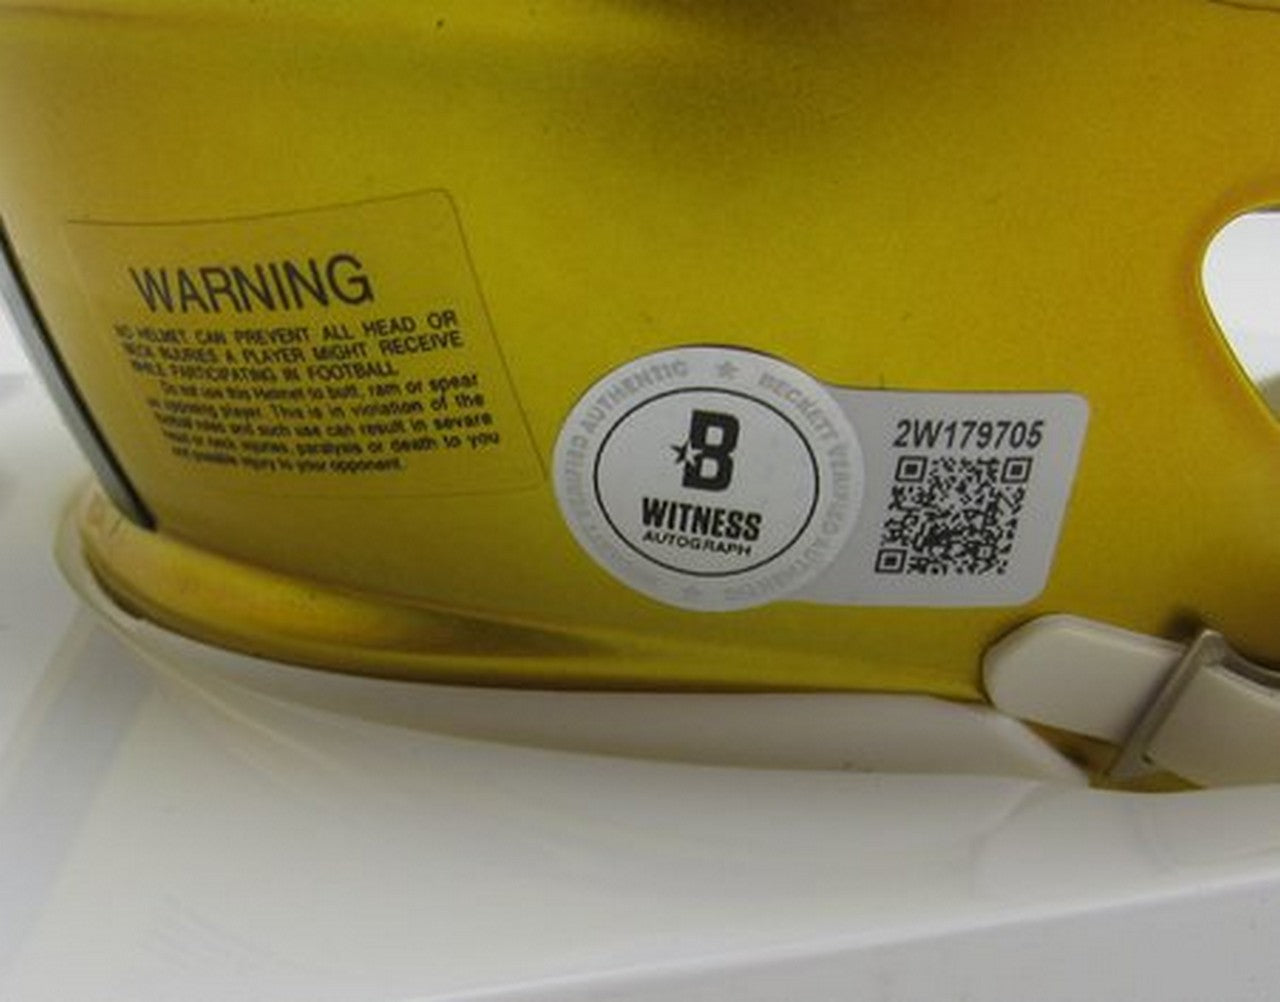 WARNING
NO HELMET CAN PREVENT ALL HEAD OR
NECK INJURIES A PLAYER MIGHT RECEIVE
WHILE PARTICIPATING IN FOOTBALL.
Do not use this Helmet to butt, ram or spear
an opposing player. This is in violation of the
football rules and such use can result in severe
head or neck injuries, paralysis or death to you
and possible injury to your opponent.
BECKETT VERIFIED AUTHENTIC
B
WITNESS
AUTOGRAPH
2W179705